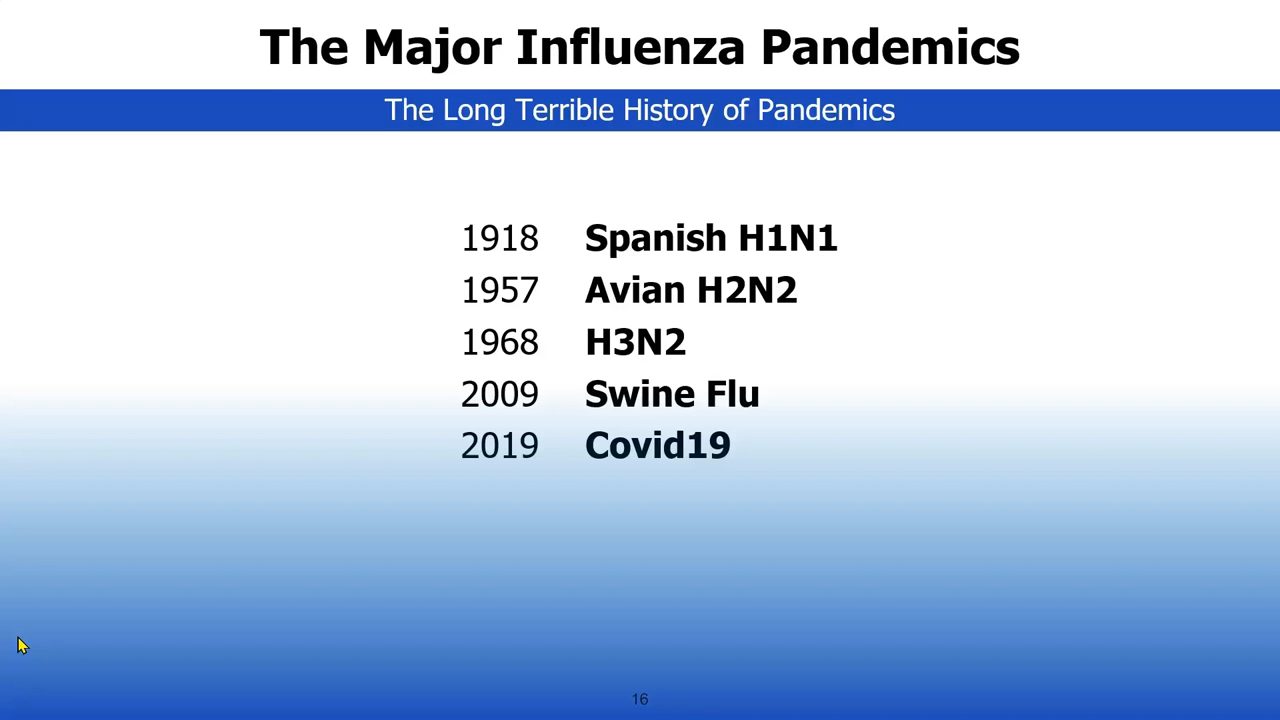 The Major Influenza Pandemics
The Long Terrible History of Pandemics
1918 Spanish H1N1
1957 Avian H2N2
1968 H3N2
2009 Swine Flu
2019 Covid19
16